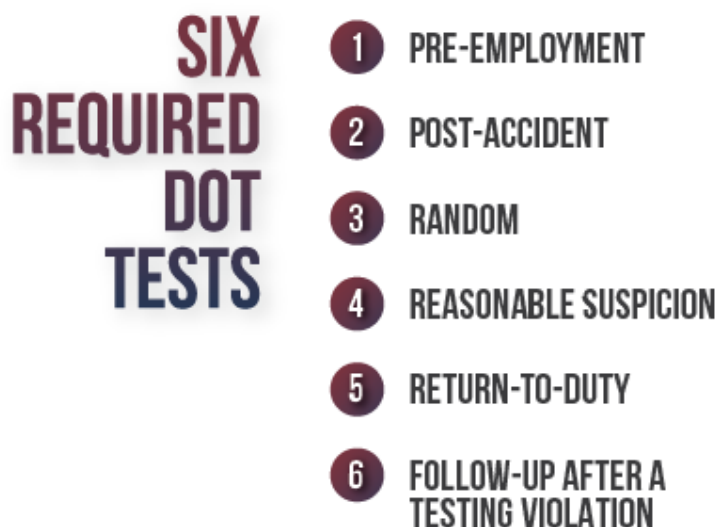 SIX
REQUIRED
DOT
TESTS
1 PRE-EMPLOYMENT
2 POST-ACCIDENT
3 RANDOM
4 REASONABLE SUSPICION
5 RETURN-TO-DUTY
6 FOLLOW-UP AFTER A
TESTING VIOLATION